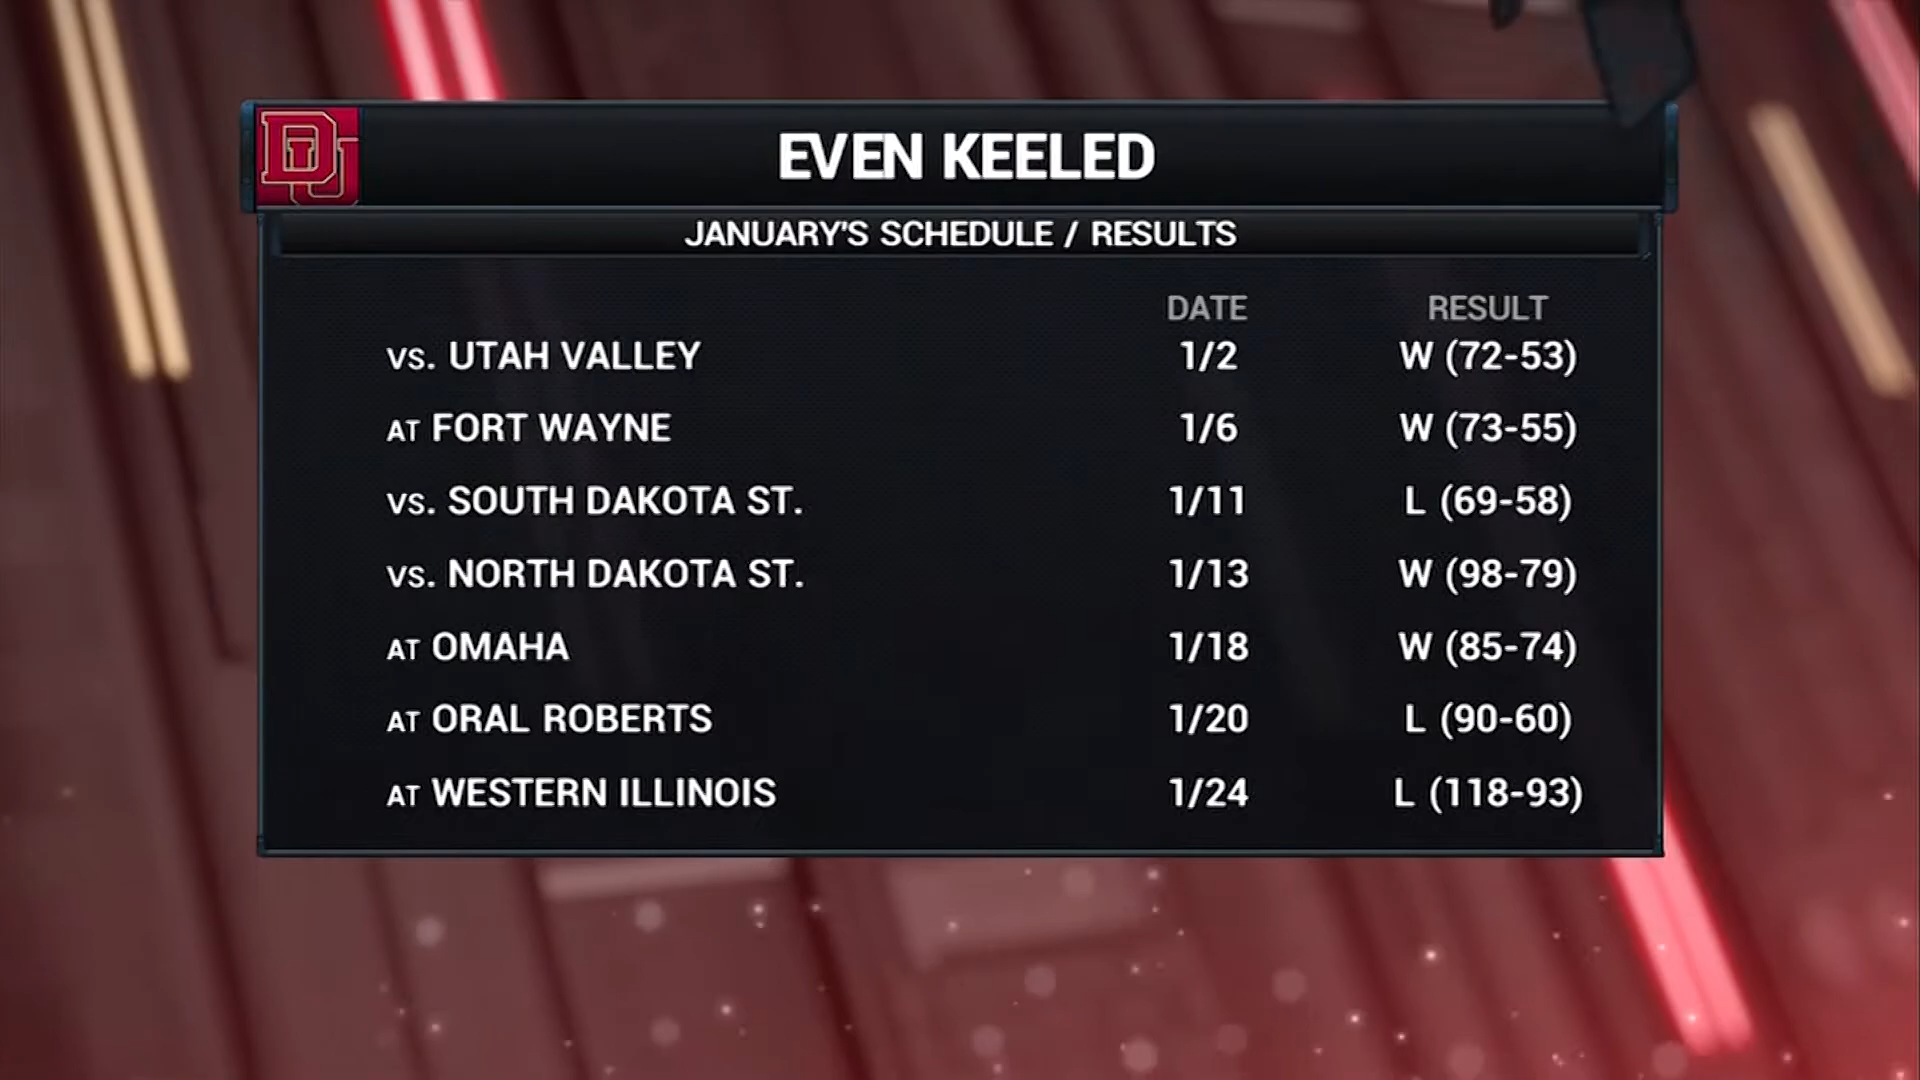 DU
EVEN KEELED
JANUARY'S SCHEDULE / RESULTS
DATE RESULT
VS. UTAH VALLEY 1/2 W (72-53)
AT FORT WAYNE 1/6 W (73-55)
VS. SOUTH DAKOTA ST. 1/11 L (69-58)
VS. NORTH DAKOTA ST. 1/13 W (98-79)
AT OMAHA 1/18 W (85-74)
AT ORAL ROBERTS 1/20 L (90-60)
AT WESTERN ILLINOIS 1/24 L (118-93)